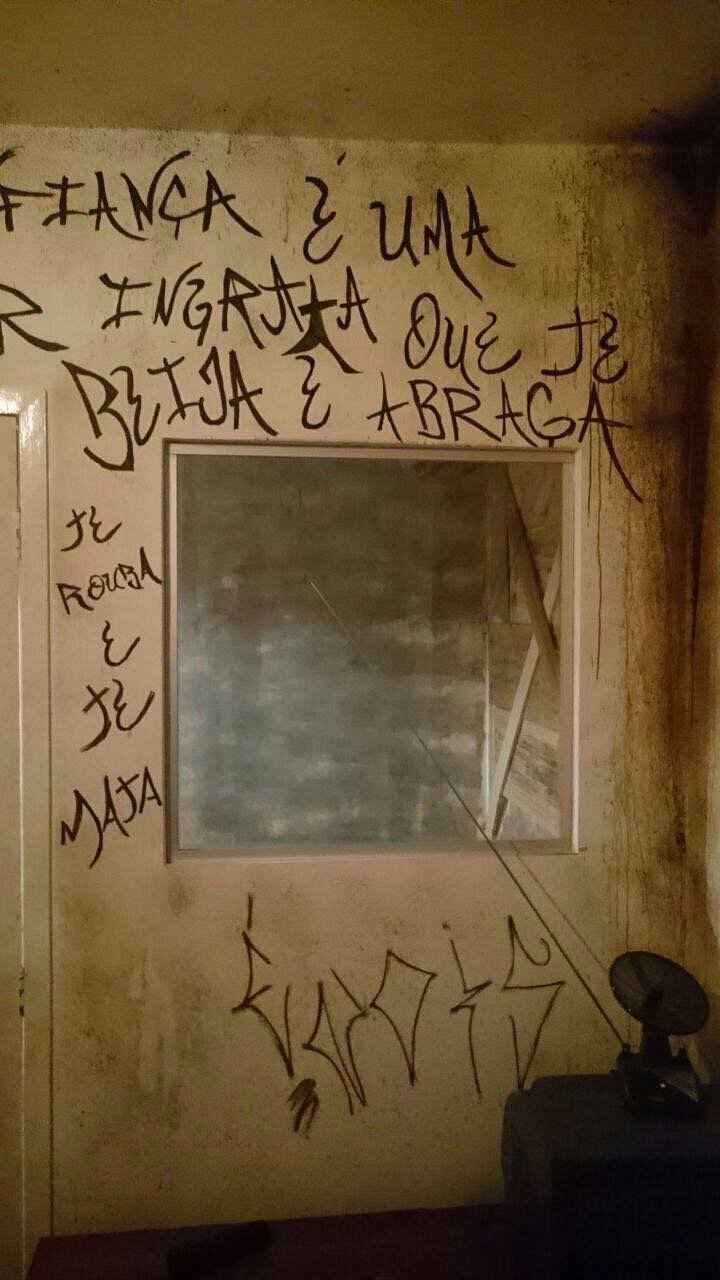 FIANÇA É UMA
R INGRATA QUE TE
BEIJA E ABRAÇA
TE
ROUBA
E
TE
MATA
É NOIS